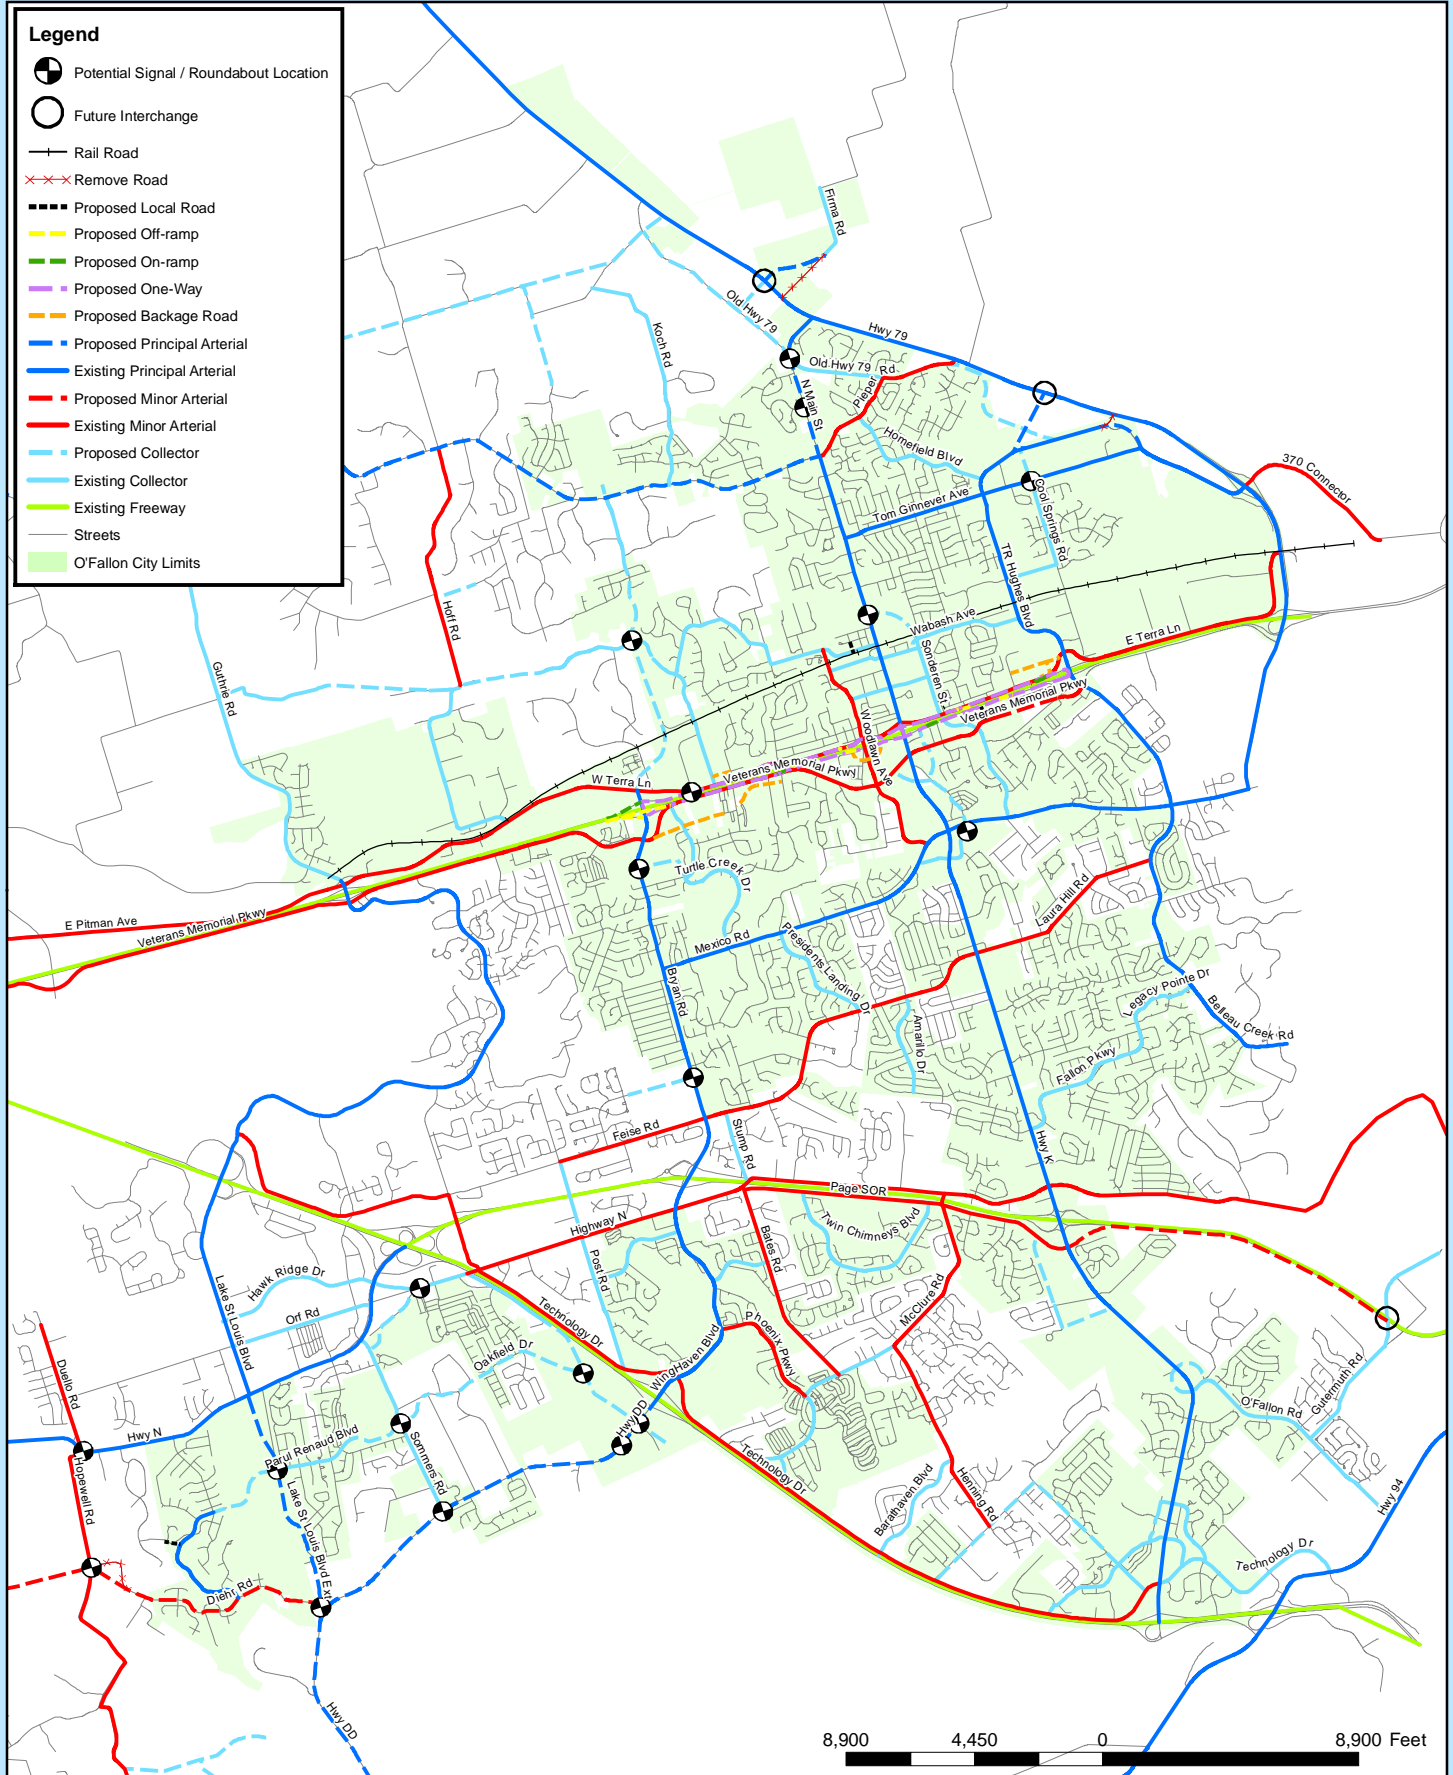 Legend
Potential Signal / Roundabout Location
Future Interchange
Rail Road
Remove Road
Proposed Local Road
Proposed Off-ramp
Proposed On-ramp
Proposed One-Way
Proposed Backage Road
Proposed Principal Arterial
Existing Principal Arterial
Proposed Minor Arterial
Existing Minor Arterial
Proposed Collector
Existing Collector
Existing Freeway
Streets
O'Fallon City Limits
Firma Rd
Old Hwy 79
Hwy 79
Koch Rd
Old Hwy 79
Pieper Rd
N Main St
Homefield Blvd
370 Connector
Tom Ginnever Ave
Cool Springs Rd
TR Hughes Blvd
Hoff Rd
Wabash Ave
E Terra Ln
Sonderen St
Guthrie Rd
Veterans Memorial Pkwy
Woodlawn Ave
Veterans Memorial Pkwy
W Terra Ln
Turtle Creek Dr
Laura Hill Rd
E Pitman Ave
Veterans Memorial Pkwy
Mexico Rd
Presidents Landing Dr
Bryan Rd
Legacy Pointe Dr
Belleau Creek Rd
Amarillo Dr
Fallon Pkwy
Feise Rd
Stump Rd
Hwy K
Page SOR
Highway N
Twin Chimneys Blvd
Bates Rd
Post Rd
Hawk Ridge Dr
Lake St Louis Blvd
Orf Rd
Technology Dr
McClure Rd
Phoenix Pkwy
WingHaven Blvd
Oakfield Dr
Duello Rd
Gutermuth Rd
O'Fallon Rd
Hwy N
Hwy DD
Parul Renaud Blvd
Sommers Rd
Technology Dr
Hopewell Rd
Lake St Louis Blvd Ext
Barathaven Blvd
Henning Rd
Hwy 94
Technology Dr
Diehr Rd
Hwy DD
8,900 4,450 0 8,900 Feet